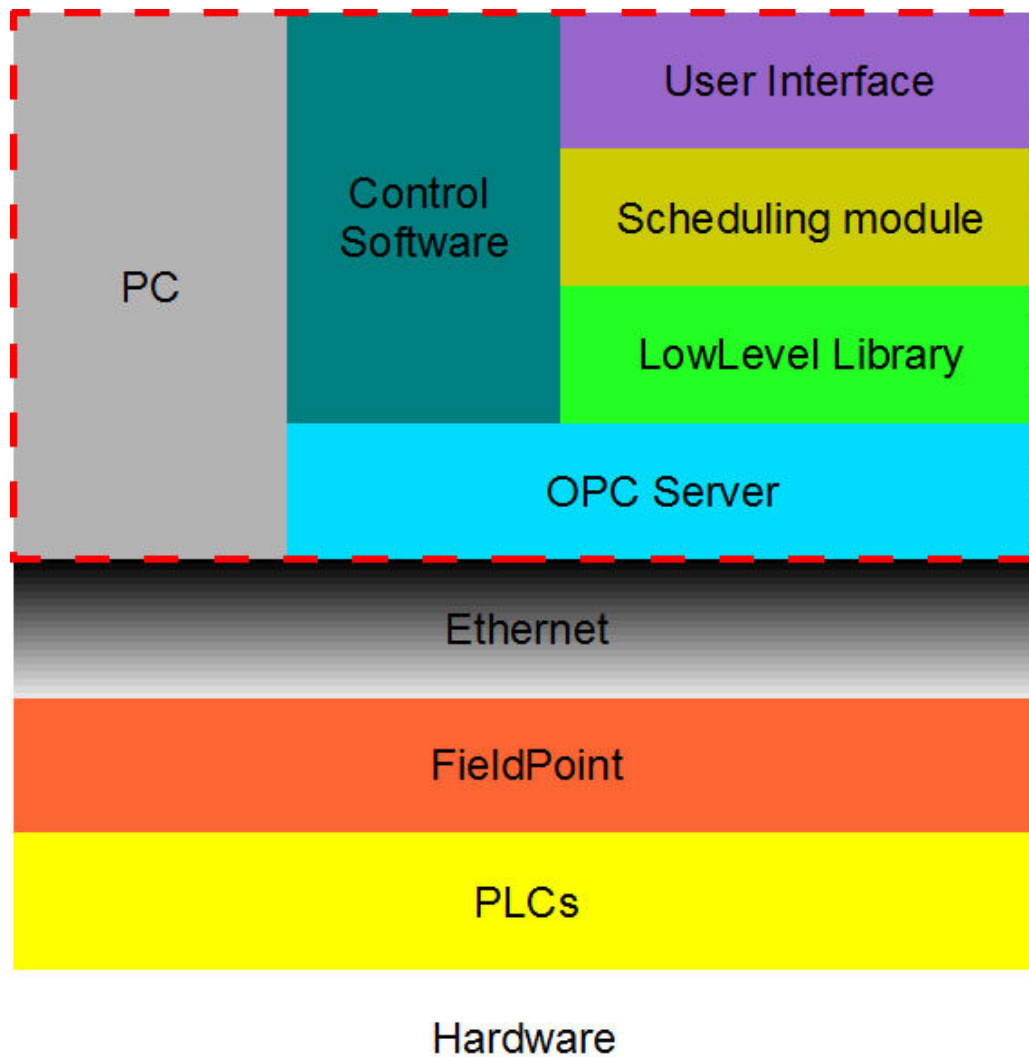 User Interface
Control
Software
Scheduling module
PC
LowLevel Library
OPC Server
Ethernet
FieldPoint
PLCs
Hardware